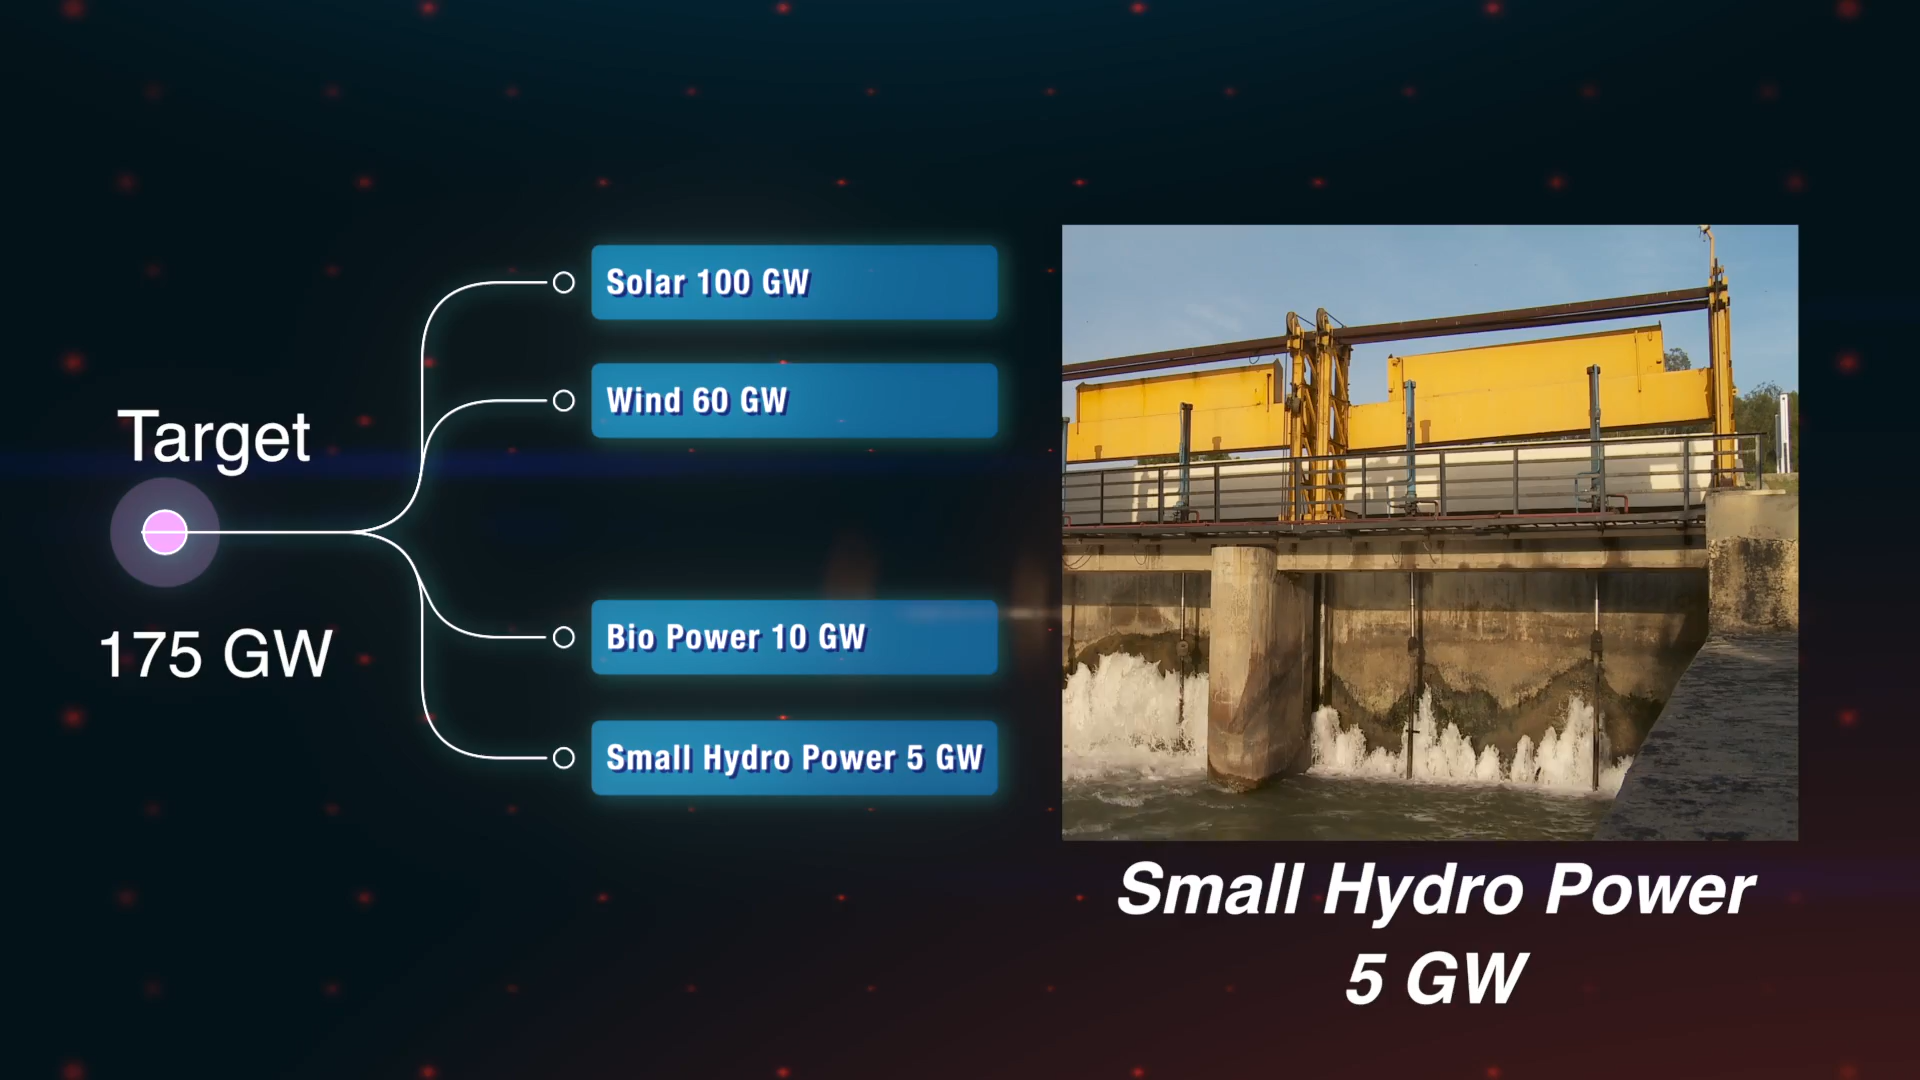 Target
175 GW
Solar 100 GW
Wind 60 GW
Bio Power 10 GW
Small Hydro Power 5 GW
Small Hydro Power
5 GW